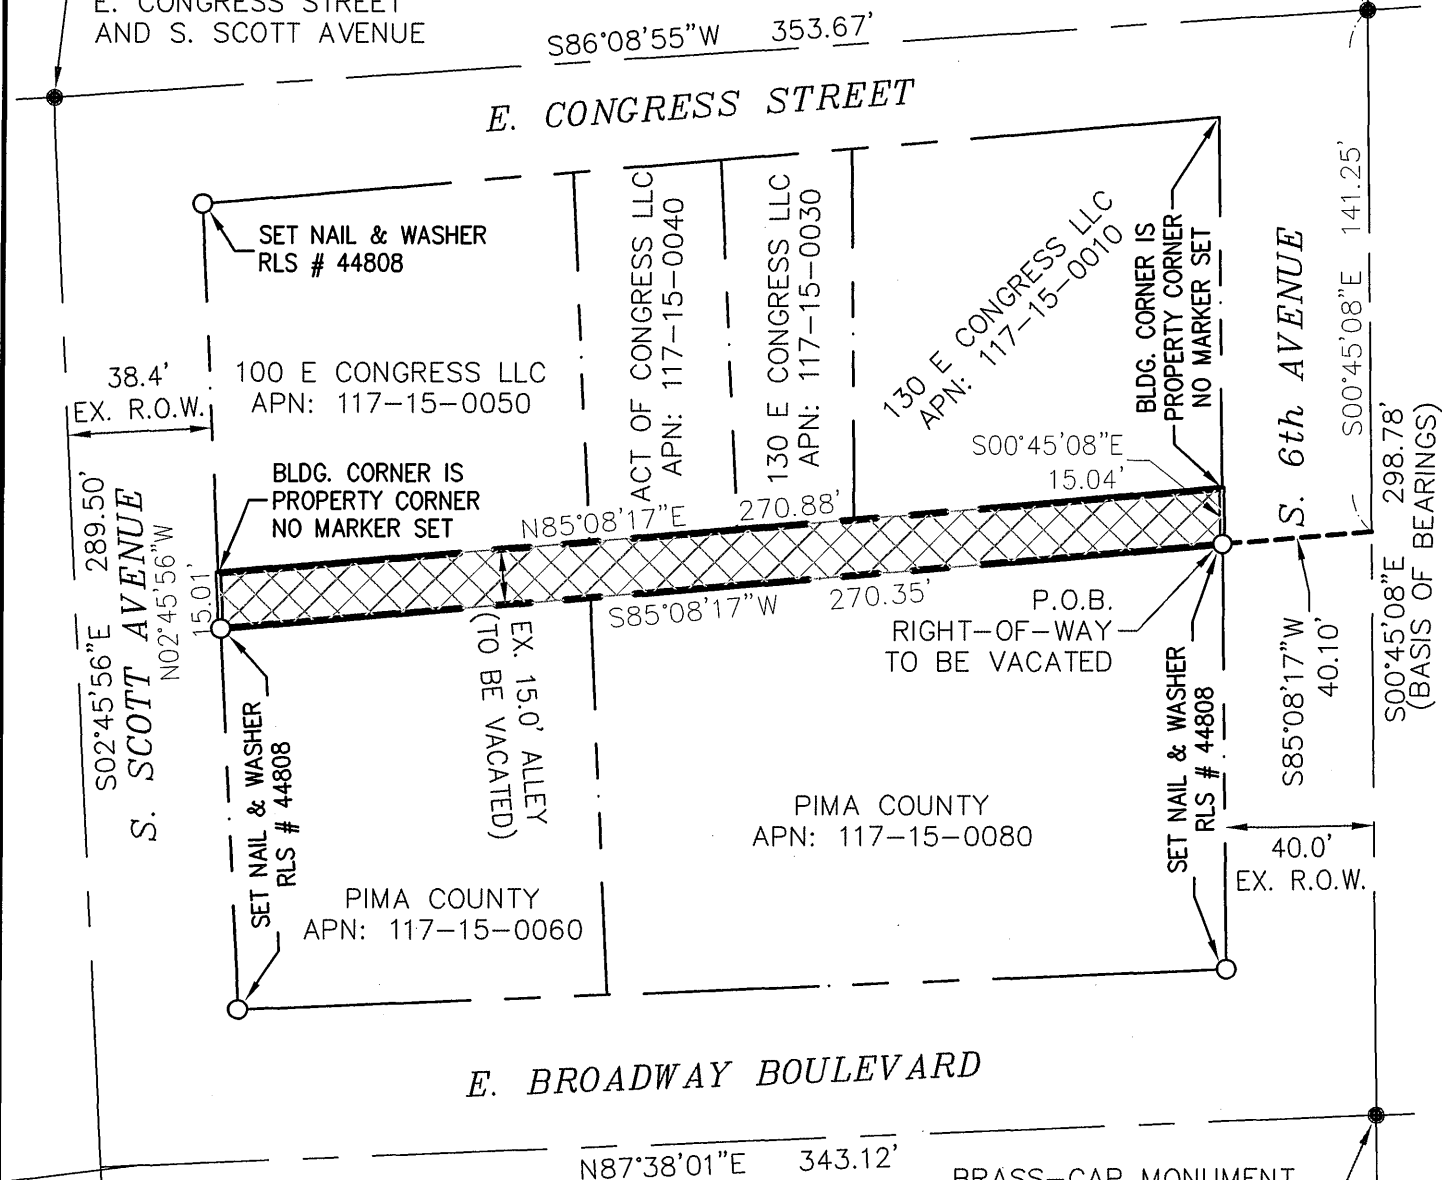 E. CONGRESS STREET
AND S. SCOTT AVENUE
S86°08'55"W 353.67'
E. CONGRESS STREET
SET NAIL & WASHER
RLS # 44808
38.4'
EX. R.O.W.
100 E CONGRESS LLC
APN: 117-15-0050
ACT OF CONGRESS LLC
APN: 117-15-0040
130 E CONGRESS LLC
APN: 117-15-0030
130 E CONGRESS LLC
APN: 117-15-0010
BLDG. CORNER IS
PROPERTY CORNER
NO MARKER SET
S. 6th AVENUE
S00°45'08"E 141.25'
S00°45'08"E 298.78'
(BASIS OF BEARINGS)
BLDG. CORNER IS
PROPERTY CORNER
NO MARKER SET
S00°45'08"E
15.04'
N85°08'17"E 270.88'
S85°08'17"W 270.35'
S02°45'56"E 289.50'
S. SCOTT AVENUE
N02°45'56"W
15.01'
EX. 15.0' ALLEY
(TO BE VACATED)
P.O.B.
RIGHT-OF-WAY
TO BE VACATED
SET NAIL & WASHER
RLS # 44808
SET NAIL & WASHER
RLS # 44808
S85°08'17"W
40.10'
40.0'
EX. R.O.W.
PIMA COUNTY
APN: 117-15-0080
PIMA COUNTY
APN: 117-15-0060
E. BROADWAY BOULEVARD
N87°38'01"E 343.12'
BRASS-CAP MONUMENT